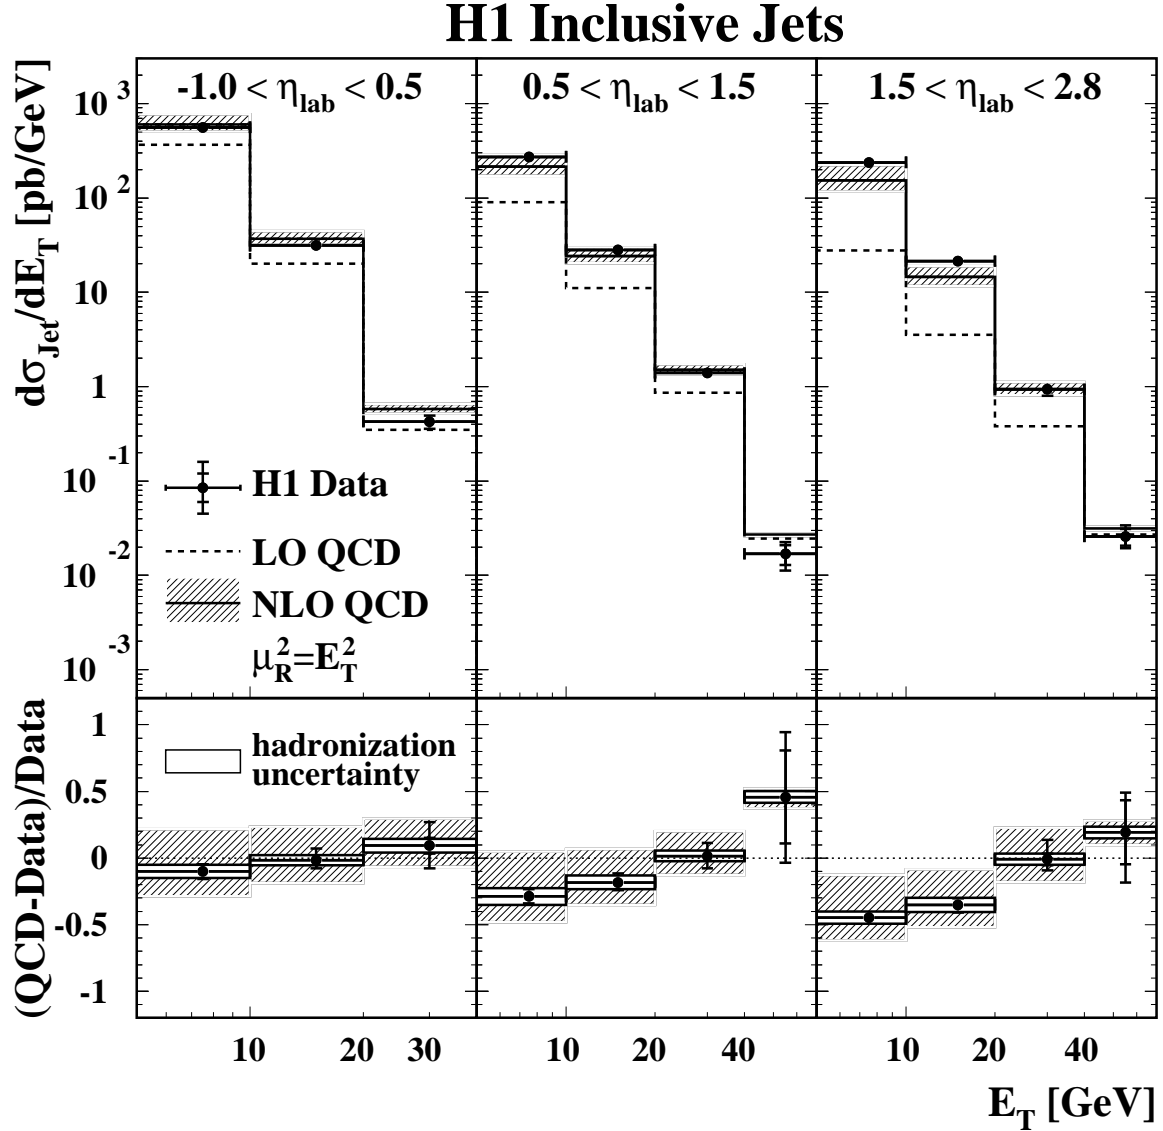 H1 Inclusive Jets
-1.0 < η_lab < 0.5
0.5 < η_lab < 1.5
1.5 < η_lab < 2.8
dσ_Jet/dE_T [pb/GeV]
10^3
10^2
10
1
10^-1
10^-2
10^-3
H1 Data
LO QCD
NLO QCD
μ_R^2=E_T^2
(QCD-Data)/Data
1
0.5
0
-0.5
-1
hadronization
uncertainty
10 20 30
10 20 40
10 20 40
E_T [GeV]